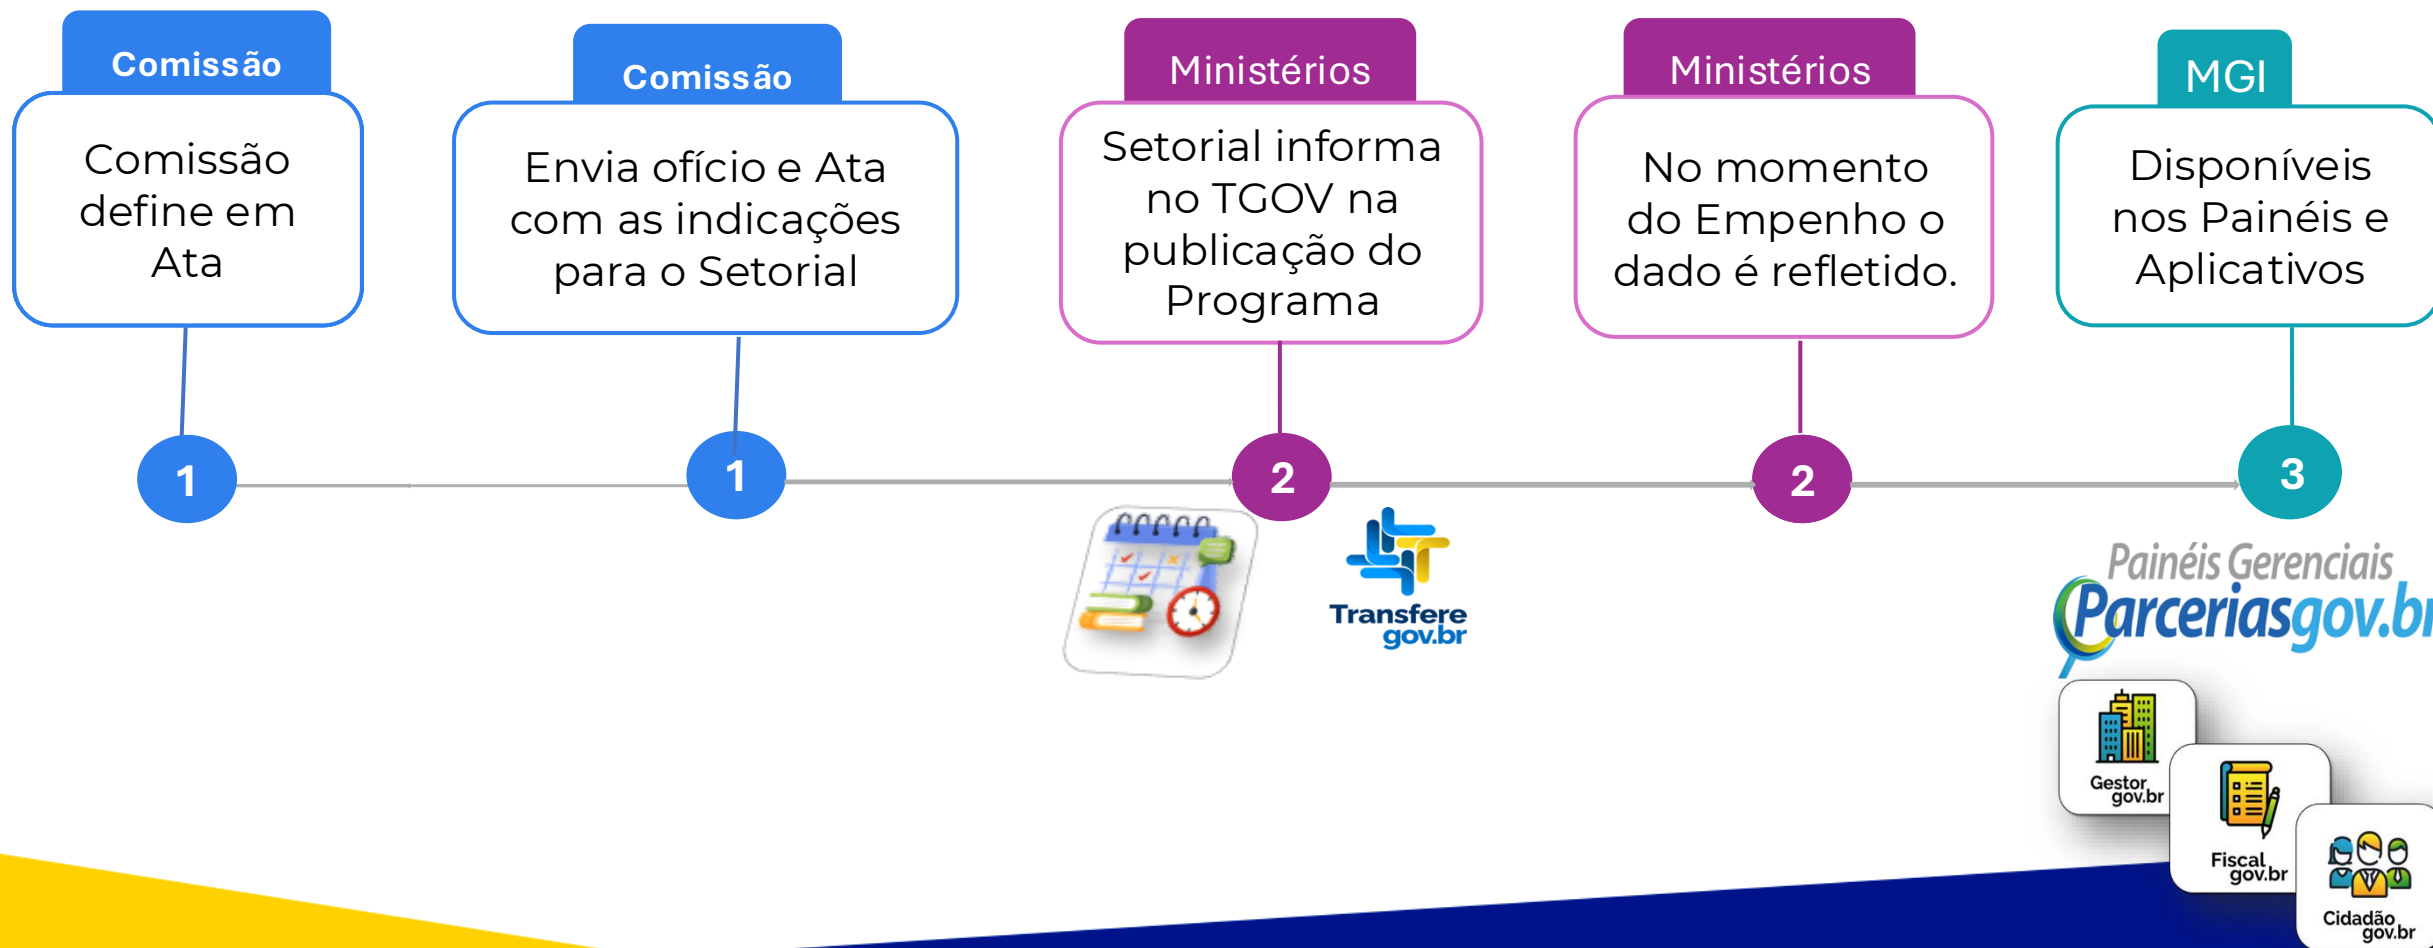 Comissão
Comissão
define em
Ata
1
Comissão
Envia ofício e Ata
com as indicações
para o Setorial
1
Ministérios
Setorial informa
no TGOV na
publicação do
Programa
2
Transfere
gov.br
Ministérios
No momento
do Empenho o
dado é refletido.
2
MGI
Disponíveis
nos Painéis e
Aplicativos
3
Painéis Gerenciais
Parceriasgov.br
Gestor
gov.br
Fiscal
gov.br
Cidadão
gov.br